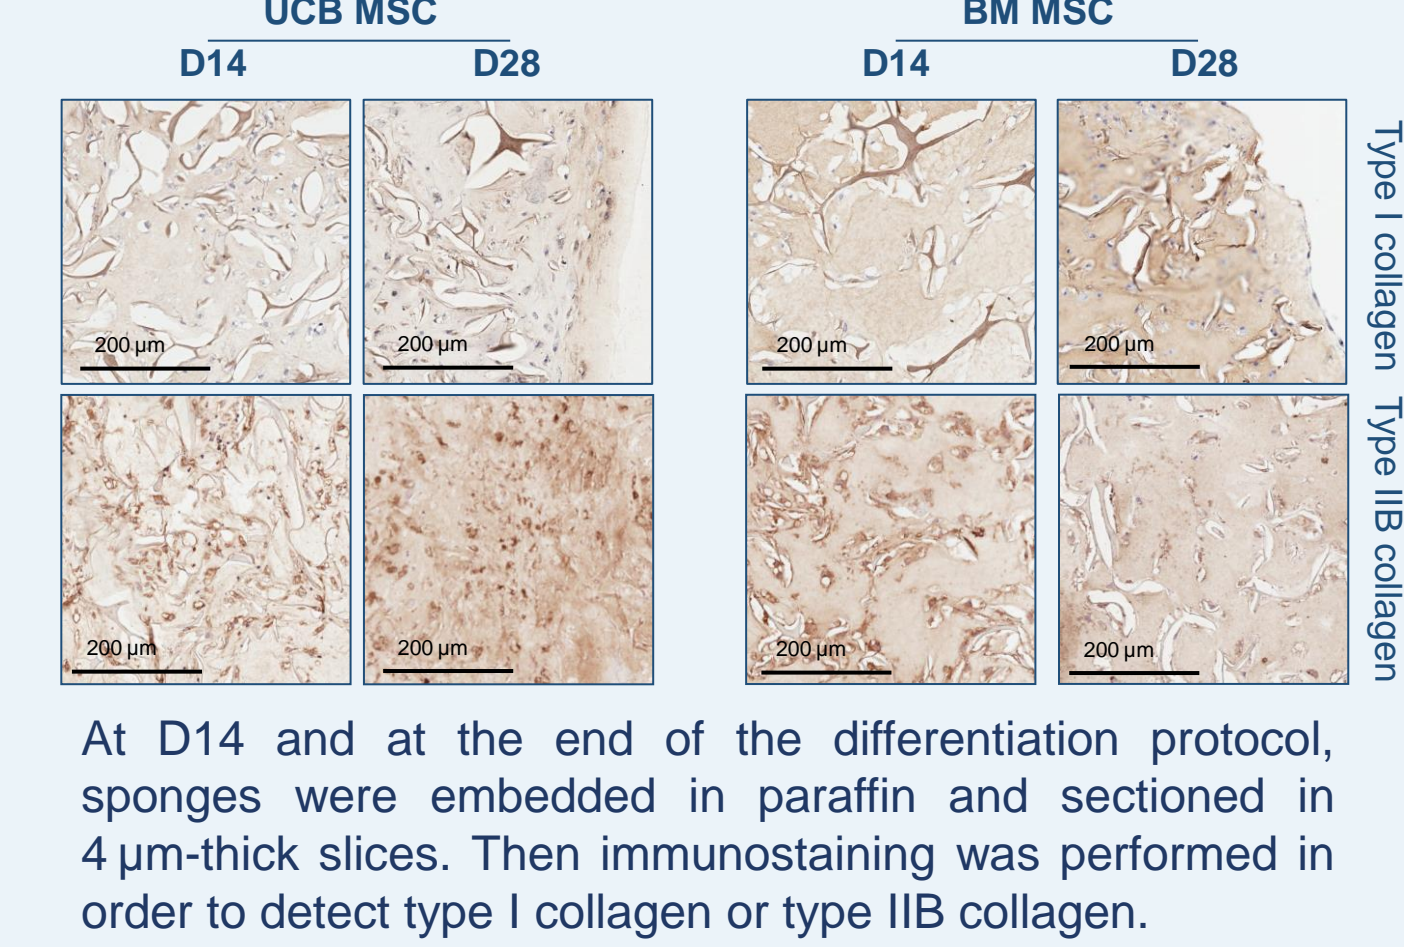 UCB MSC
BM MSC
D14
D28
D14
D28
200 µm
200 µm
200 µm
200 µm
Type I collagen
200 µm
200 µm
200 µm
200 µm
Type IIB collagen
At D14 and at the end of the differentiation protocol,
sponges were embedded in paraffin and sectioned in
4 µm-thick slices. Then immunostaining was performed in
order to detect type I collagen or type IIB collagen.